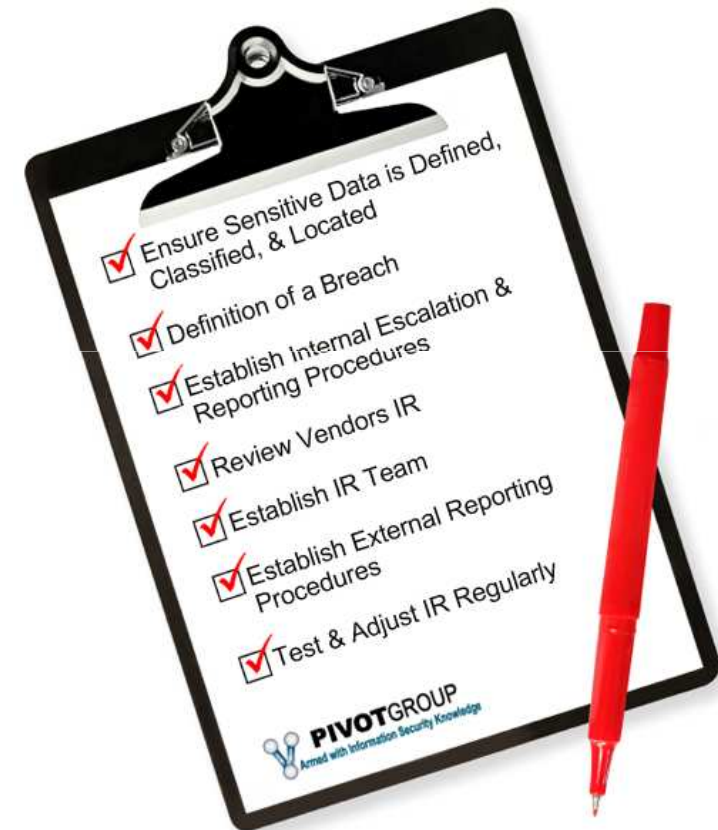 Ensure Sensitive Data is Defined,
Classified, & Located
Definition of a Breach
Establish Internal Escalation &
Reporting Procedures
Review Vendors IR
Establish IR Team
Establish External Reporting
Procedures
Test & Adjust IR Regularly
PIVOTGROUP
Armed with Information Security Knowledge